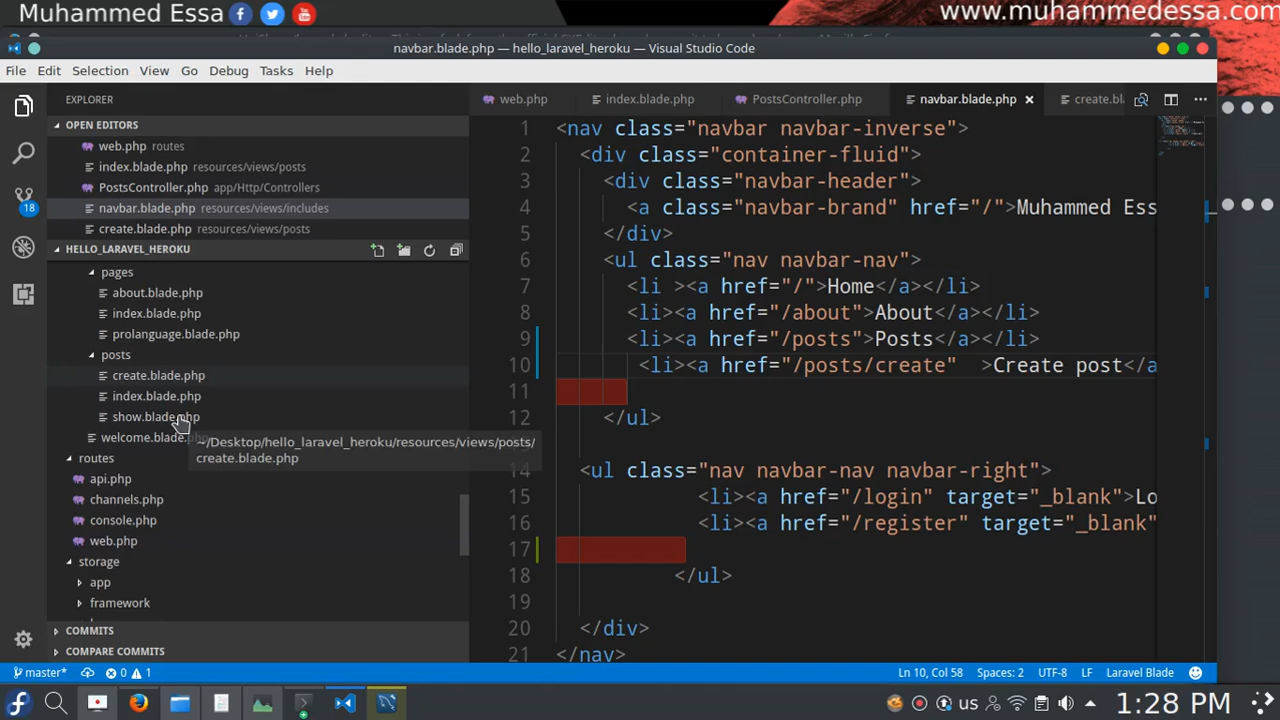 Muhammed Essa
www.muhammedessa.com
navbar.blade.php — hello_laravel_heroku — Visual Studio Code
File Edit Selection View Go Debug Tasks Help
EXPLORER
web.php index.blade.php PostsController.php navbar.blade.php create.bl
OPEN EDITORS
web.php routes
index.blade.php resources/views/posts
PostsController.php app/Http/Controllers
navbar.blade.php resources/views/includes
create.blade.php resources/views/posts
18
HELLO_LARAVEL_HEROKU
pages
about.blade.php
index.blade.php
prolanguage.blade.php
posts
create.blade.php
index.blade.php
show.blade.php
welcome.blade.php
~/Desktop/hello_laravel_heroku/resources/views/posts/
create.blade.php
routes
api.php
channels.php
console.php
web.php
storage
app
framework
COMMITS
COMPARE COMMITS
1 <nav class="navbar navbar-inverse">
2 <div class="container-fluid">
3 <div class="navbar-header">
4 <a class="navbar-brand" href="/">Muhammed Ess
5 </div>
6 <ul class="nav navbar-nav">
7 <li ><a href="/">Home</a></li>
8 <li><a href="/about">About</a></li>
9 <li><a href="/posts">Posts</a></li>
10 <li><a href="/posts/create" >Create post</a
11
12 </ul>
14 <ul class="nav navbar-nav navbar-right">
15 <li><a href="/login" target="_blank">Lo
16 <li><a href="/register" target="_blank"
17
18 </ul>
19
20 </div>
21 </nav>
master* 0 1 Ln 10, Col 58 Spaces: 2 UTF-8 LF Laravel Blade
us 1:28 PM